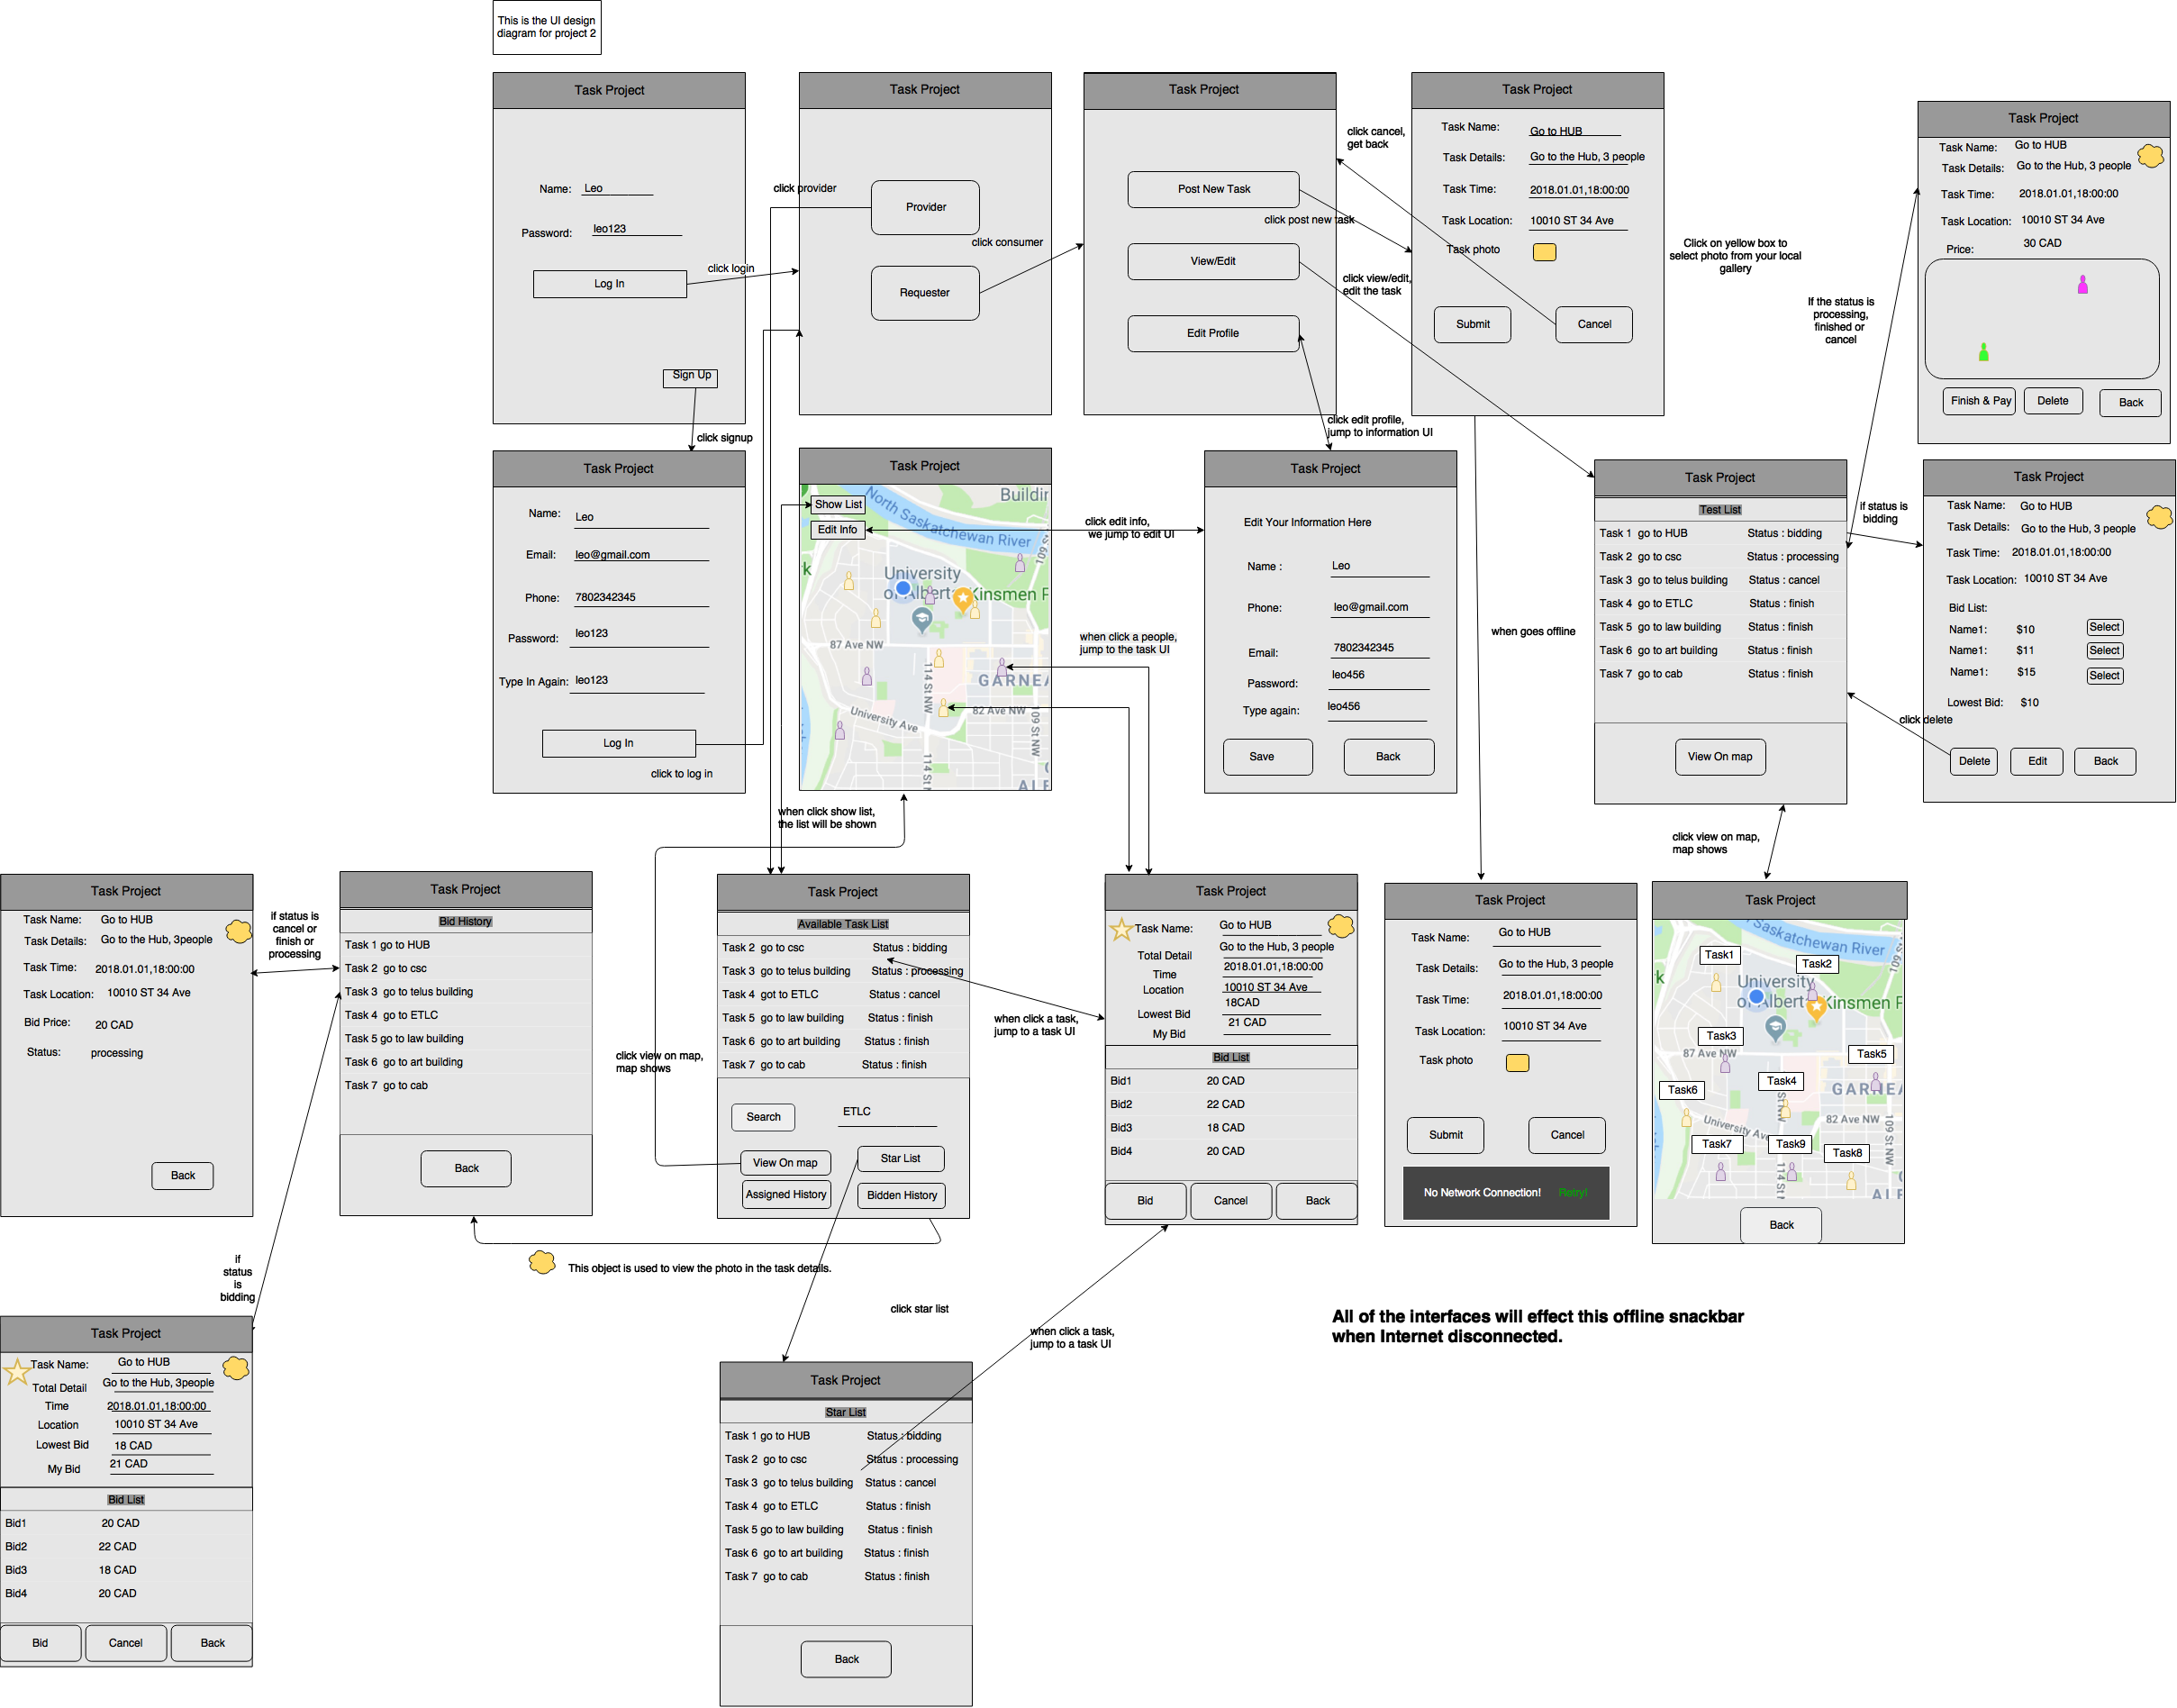 This is the UI design
diagram for project 2
Task Project
Name: Leo
Password: leo123
Log In
Sign Up
click login
click signup
Task Project
click provider
Provider
click consumer
Requester
Task Project
Post New Task
View/Edit
Edit Profile
click cancel,
get back
click post new task
click view/edit,
edit the task
click edit profile,
jump to information UI
Task Project
Task Name: Go to HUB
Task Details: Go to the Hub, 3 people
Task Time: 2018.01.01,18:00:00
Task Location: 10010 ST 34 Ave
Task photo
Submit Cancel
Click on yellow box to
select photo from your local
gallery
Task Project
Task Name: Go to HUB
Task Details: Go to the Hub, 3 people
Task Time: 2018.01.01,18:00:00
Task Location: 10010 ST 34 Ave
Price: 30 CAD
Finish & Pay Delete Back
If the status is
processing,
finished or
cancel
Task Project
Name: Leo
Email: leo@gmail.com
Phone: 7802342345
Password: leo123
Type In Again: leo123
Log In
click to log in
Task Project
Show List
Edit Info
North Saskatchewan River
Buildin
109 St
rk
University
of Alberta
Kinsmen P
87 Ave NW
114 St NW
GARNEA
University Ave
82 Ave NW
109 St NW
114 St N
ALE
click edit info,
we jump to edit UI
when click a people,
jump to the task UI
when click show list,
the list will be shown
Task Project
Edit Your Information Here
Name : Leo
Phone: leo@gmail.com
Email: 7802342345
Password: leo456
Type again: leo456
Save Back
when goes offline
Task Project
Test List
Task 1 go to HUB Status : bidding
Task 2 go to csc Status : processing
Task 3 go to telus building Status : cancel
Task 4 go to ETLC Status : finish
Task 5 go to law building Status : finish
Task 6 go to art building Status : finish
Task 7 go to cab Status : finish
View On map
if status is
bidding
click delete
click view on map,
map shows
Task Project
Task Name: Go to HUB
Task Details: Go to the Hub, 3 people
Task Time: 2018.01.01,18:00:00
Task Location: 10010 ST 34 Ave
Bid List:
Name1: $10 Select
Name1: $11 Select
Name1: $15 Select
Lowest Bid: $10
Delete Edit Back
Task Project
Task Name: Go to HUB
Task Details: Go to the Hub, 3people
Task Time: 2018.01.01,18:00:00
Task Location: 10010 ST 34 Ave
Bid Price: 20 CAD
Status: processing
Back
if status is
cancel or
finish or
processing
Task Project
Bid History
Task 1 go to HUB
Task 2 go to csc
Task 3 go to telus building
Task 4 go to ETLC
Task 5 go to law building
Task 6 go to art building
Task 7 go to cab
Back
click view on map,
map shows
Task Project
Available Task List
Task 2 go to csc Status : bidding
Task 3 go to telus building Status : processing
Task 4 got to ETLC Status : cancel
Task 5 go to law building Status : finish
Task 6 go to art building Status : finish
Task 7 go to cab Status : finish
Search ETLC
View On map Star List
Assigned History Bidden History
when click a task,
jump to a task UI
Task Project
Task Name: Go to HUB
Total Detail Go to the Hub, 3 people
Time 2018.01.01,18:00:00
Location 10010 ST 34 Ave
Lowest Bid 18CAD
My Bid 21 CAD
Bid List
Bid1 20 CAD
Bid2 22 CAD
Bid3 18 CAD
Bid4 20 CAD
Bid Cancel Back
Task Project
Task Name: Go to HUB
Task Details: Go to the Hub, 3 people
Task Time: 2018.01.01,18:00:00
Task Location: 10010 ST 34 Ave
Task photo
Submit Cancel
No Network Connection! Retry!
Task Project
Saskatchewan River
109 S
Task1
Task2
rk
University
of Alberta
Kinsmen F
Task3
87 Ave NW
Task5
Task4
Task6
GARNEA
St NW
University Ave
82 Ave NW
109 St NW
Task7
Task9
Task8
114 St
ALE
Back
This object is used to view the photo in the task details.
if
status
is
bidding
click star list
when click a task,
jump to a task UI
All of the interfaces will effect this offline snackbar
when Internet disconnected.
Task Project
Task Name: Go to HUB
Total Detail Go to the Hub, 3people
Time 2018.01.01,18:00:00
Location 10010 ST 34 Ave
Lowest Bid 18 CAD
My Bid 21 CAD
Bid List
Bid1 20 CAD
Bid2 22 CAD
Bid3 18 CAD
Bid4 20 CAD
Bid Cancel Back
Task Project
Star List
Task 1 go to HUB Status : bidding
Task 2 go to csc Status : processing
Task 3 go to telus building Status : cancel
Task 4 go to ETLC Status : finish
Task 5 go to law building Status : finish
Task 6 go to art building Status : finish
Task 7 go to cab Status : finish
Back